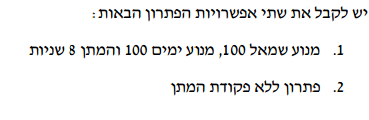 יש לקבל את שתי אפשרויות הפתרון הבאות:
1. מנוע שמאל 100, מנוע ימים 100 והמתן 8 שניות
2. פתרון ללא פקודת המתן